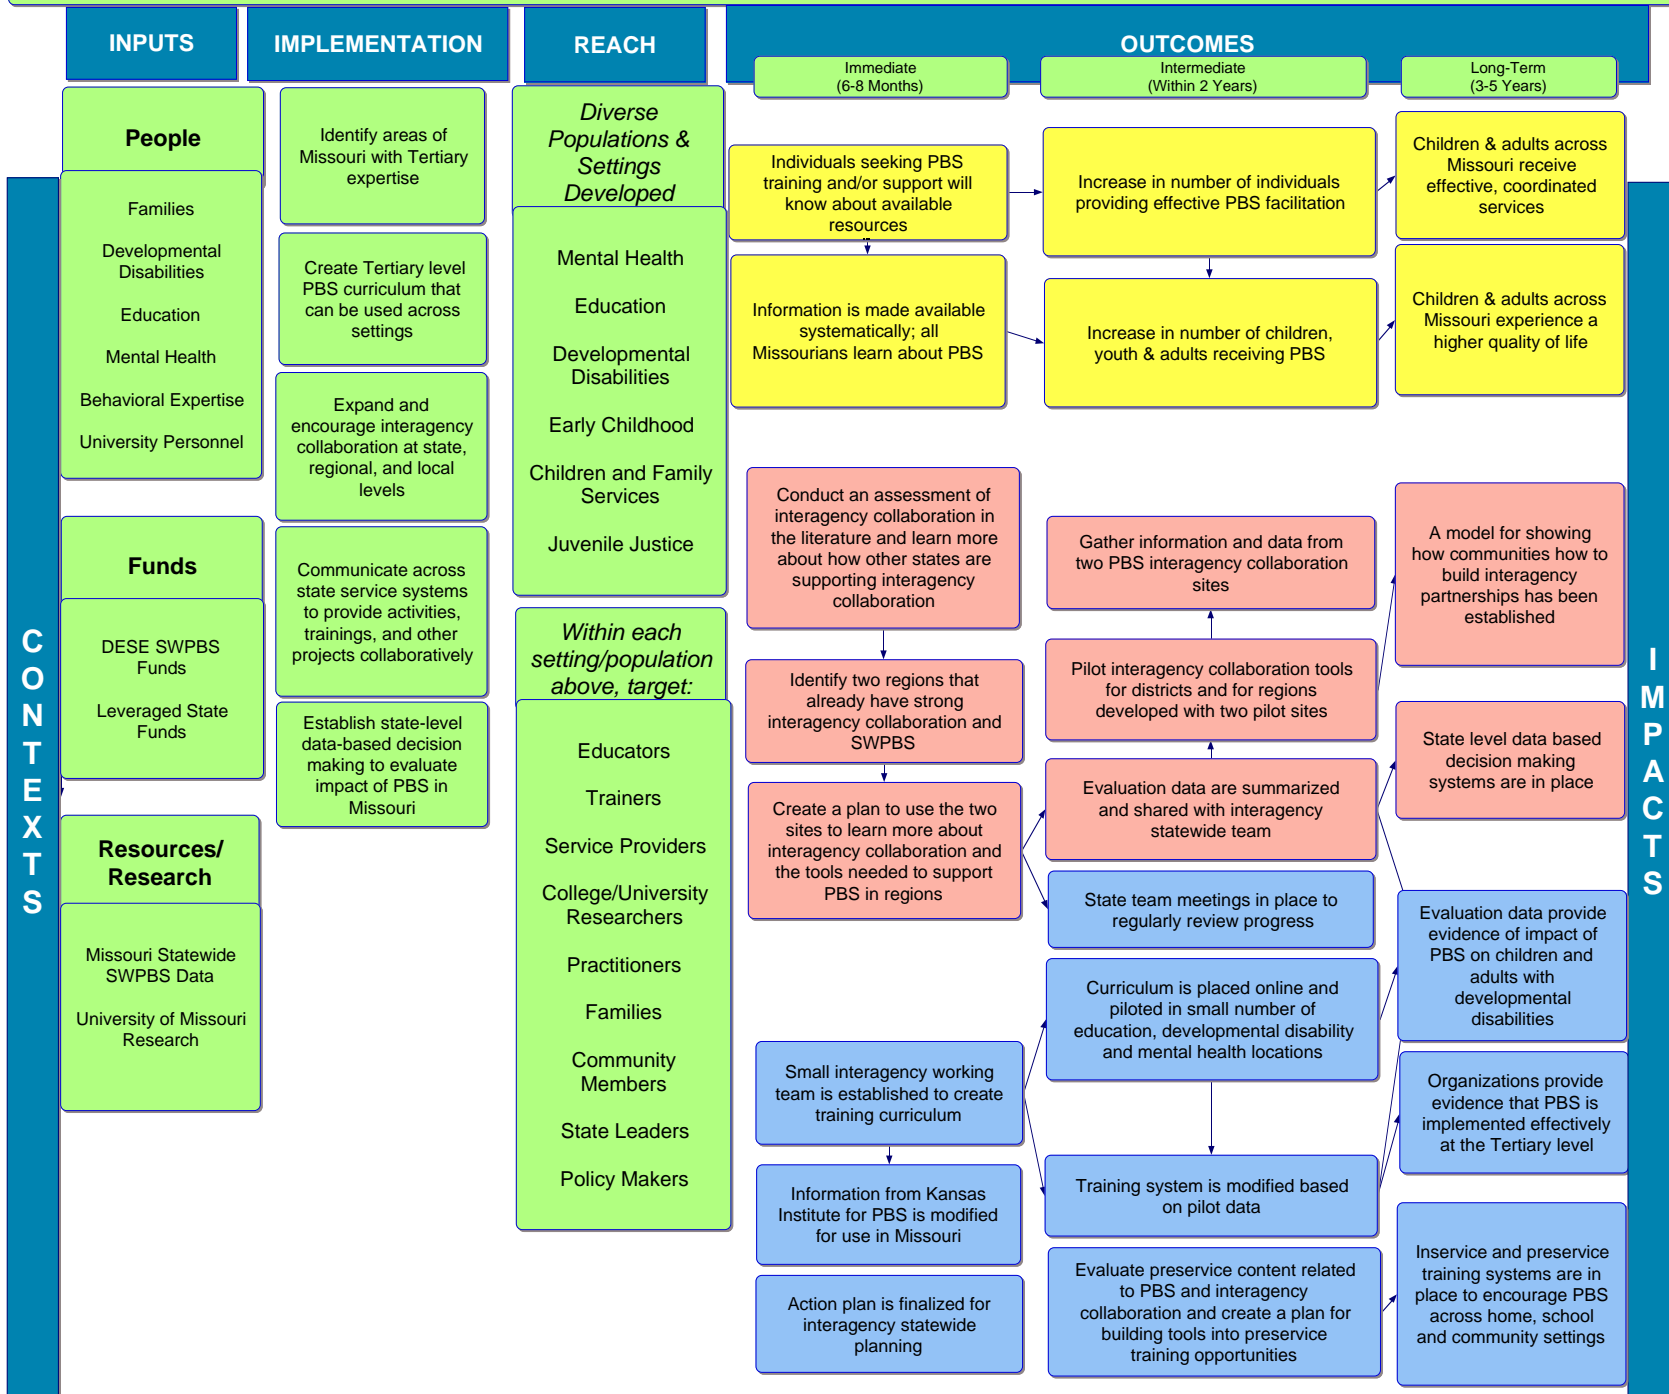 INPUTS
IMPLEMENTATION
REACH
OUTCOMES
Immediate
(6-8 Months)
Intermediate
(Within 2 Years)
Long-Term
(3-5 Years)
C
O
N
T
E
X
T
S
People
Families
Developmental
Disabilities
Education
Mental Health
Behavioral Expertise
University Personnel
Funds
DESE SWPBS
Funds
Leveraged State
Funds
Resources/
Research
Missouri Statewide
SWPBS Data
University of Missouri
Research
Identify areas of
Missouri with Tertiary
expertise
Create Tertiary level
PBS curriculum that
can be used across
settings
Expand and
encourage interagency
collaboration at state,
regional, and local
levels
Communicate across
state service systems
to provide activities,
trainings, and other
projects collaboratively
Establish state-level
data-based decision
making to evaluate
impact of PBS in
Missouri
Diverse
Populations &
Settings
Developed
Mental Health
Education
Developmental
Disabilities
Early Childhood
Children and Family
Services
Juvenile Justice
Within each
setting/population
above, target:
Educators
Trainers
Service Providers
College/University
Researchers
Practitioners
Families
Community
Members
State Leaders
Policy Makers
Individuals seeking PBS
training and/or support will
know about available
resources
Information is made available
systematically; all
Missourians learn about PBS
Conduct an assessment of
interagency collaboration in
the literature and learn more
about how other states are
supporting interagency
collaboration
Identify two regions that
already have strong
interagency collaboration and
SWPBS
Create a plan to use the two
sites to learn more about
interagency collaboration and
the tools needed to support
PBS in regions
Small interagency working
team is established to create
training curriculum
Information from Kansas
Institute for PBS is modified
for use in Missouri
Action plan is finalized for
interagency statewide
planning
Increase in number of individuals
providing effective PBS facilitation
Increase in number of children,
youth & adults receiving PBS
Gather information and data from
two PBS interagency collaboration
sites
Pilot interagency collaboration tools
for districts and for regions
developed with two pilot sites
Evaluation data are summarized
and shared with interagency
statewide team
State team meetings in place to
regularly review progress
Curriculum is placed online and
piloted in small number of
education, developmental disability
and mental health locations
Training system is modified based
on pilot data
Evaluate preservice content related
to PBS and interagency
collaboration and create a plan for
building tools into preservice
training opportunities
Children & adults across
Missouri receive
effective, coordinated
services
Children & adults across
Missouri experience a
higher quality of life
A model for showing
how communities how to
build interagency
partnerships has been
established
State level data based
decision making
systems are in place
Evaluation data provide
evidence of impact of
PBS on children and
adults with
developmental
disabilities
Organizations provide
evidence that PBS is
implemented effectively
at the Tertiary level
Inservice and preservice
training systems are in
place to encourage PBS
across home, school
and community settings
I
M
P
A
C
T
S